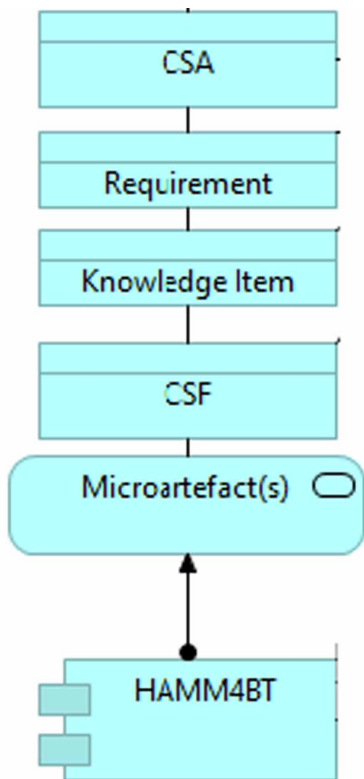 CSA
Requirement
Knowledge Item
CSF
Microartefact(s)
HAMM4BT